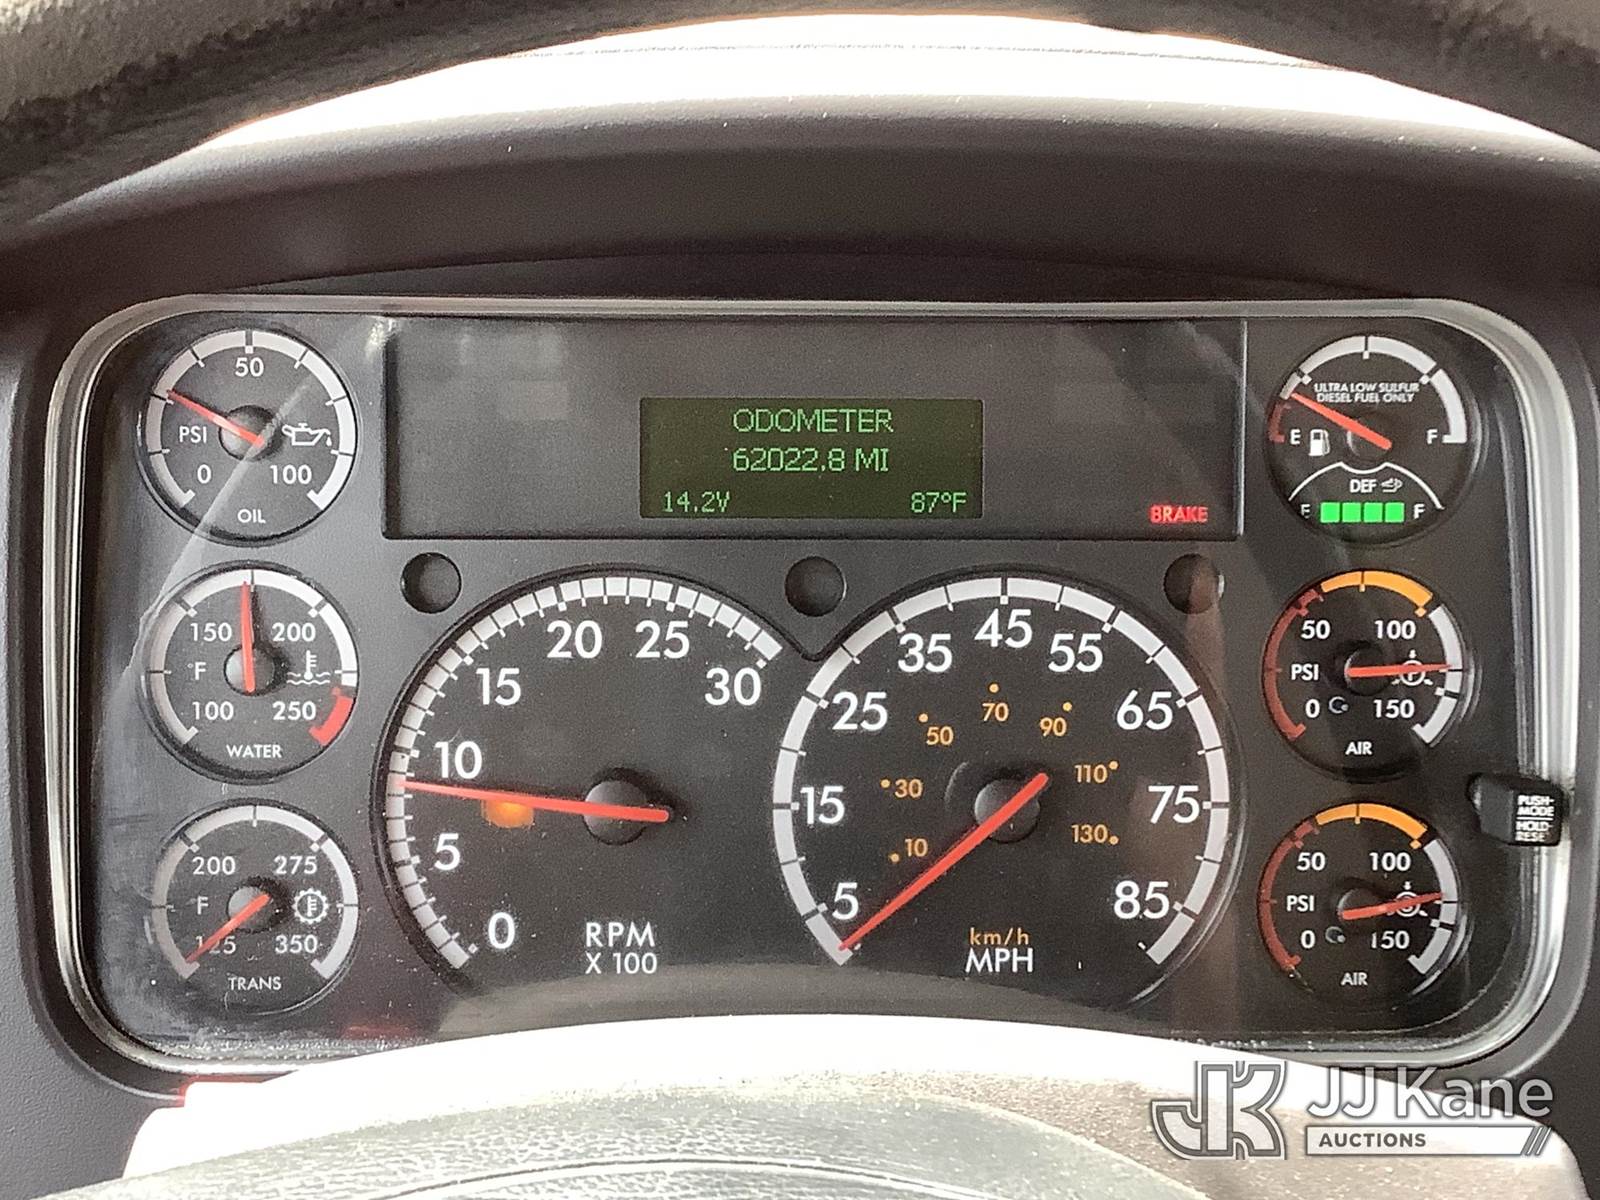 50
PSI
0
100
OIL
ODOMETER
62022.8 MI
14.2V
87°F
BRAKE
ULTRA LOW SULFUR
DIESEL FUEL ONLY
E
F
DEF
E
F
150
200
°F
100
250
WATER
0
5
10
15
20
25
30
RPM
X 100
5
15
25
35
45
55
65
75
85
10
30
50
70
90
110
130
km/h
MPH
50
100
PSI
0
150
AIR
200
275
F
125
350
TRANS
50
100
PSI
0
150
AIR
PUSH-
MODE
HOLD-
RESET
JK
JJ Kane
AUCTIONS